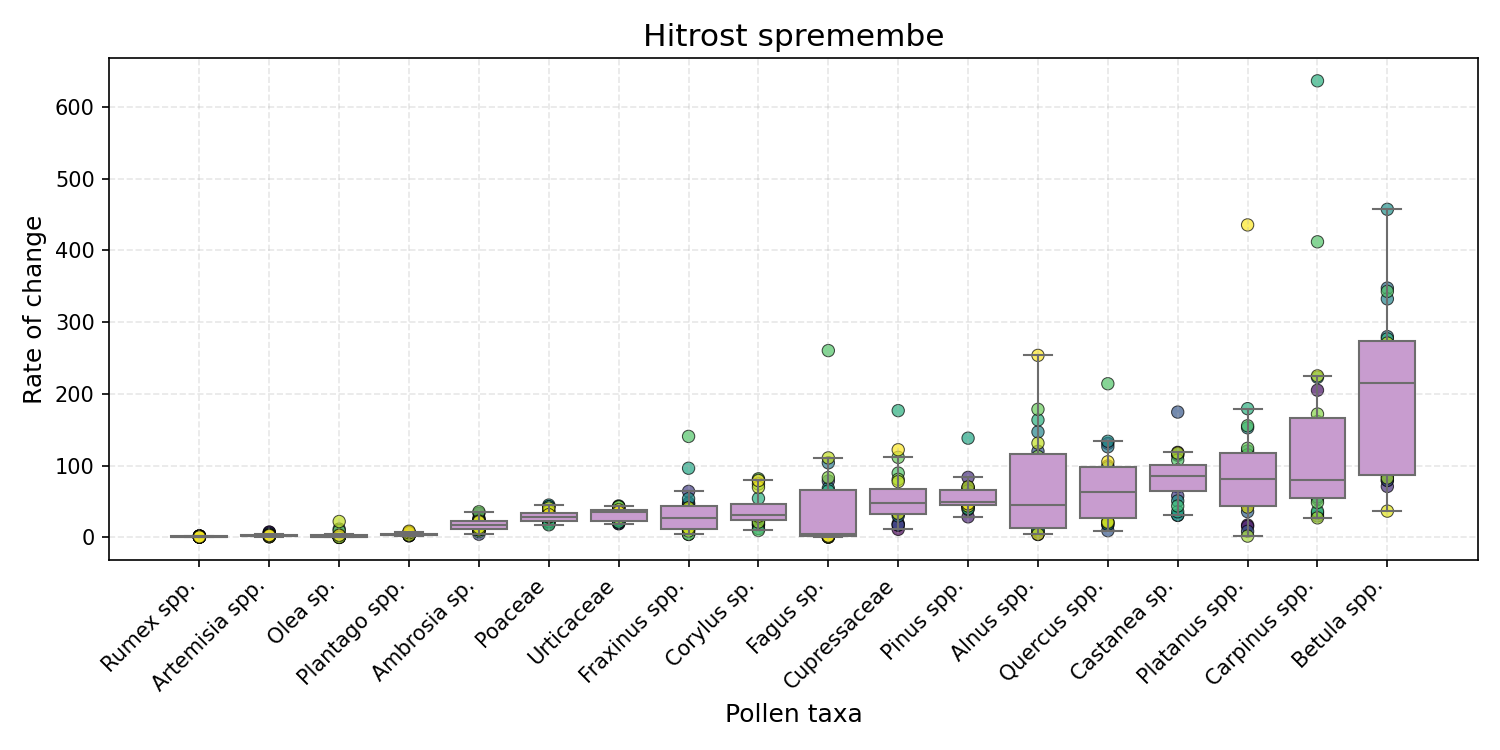 Hitrost spremembe
Rate of change
600
500
400
300
200
100
0
Rumex spp.
Artemisia spp.
Olea sp.
Plantago spp.
Ambrosia sp.
Poaceae
Urticaceae
Fraxinus spp.
Corylus sp.
Fagus sp.
Cupressaceae
Pinus spp.
Alnus spp.
Quercus spp.
Castanea sp.
Platanus spp.
Carpinus spp.
Betula spp.
Pollen taxa